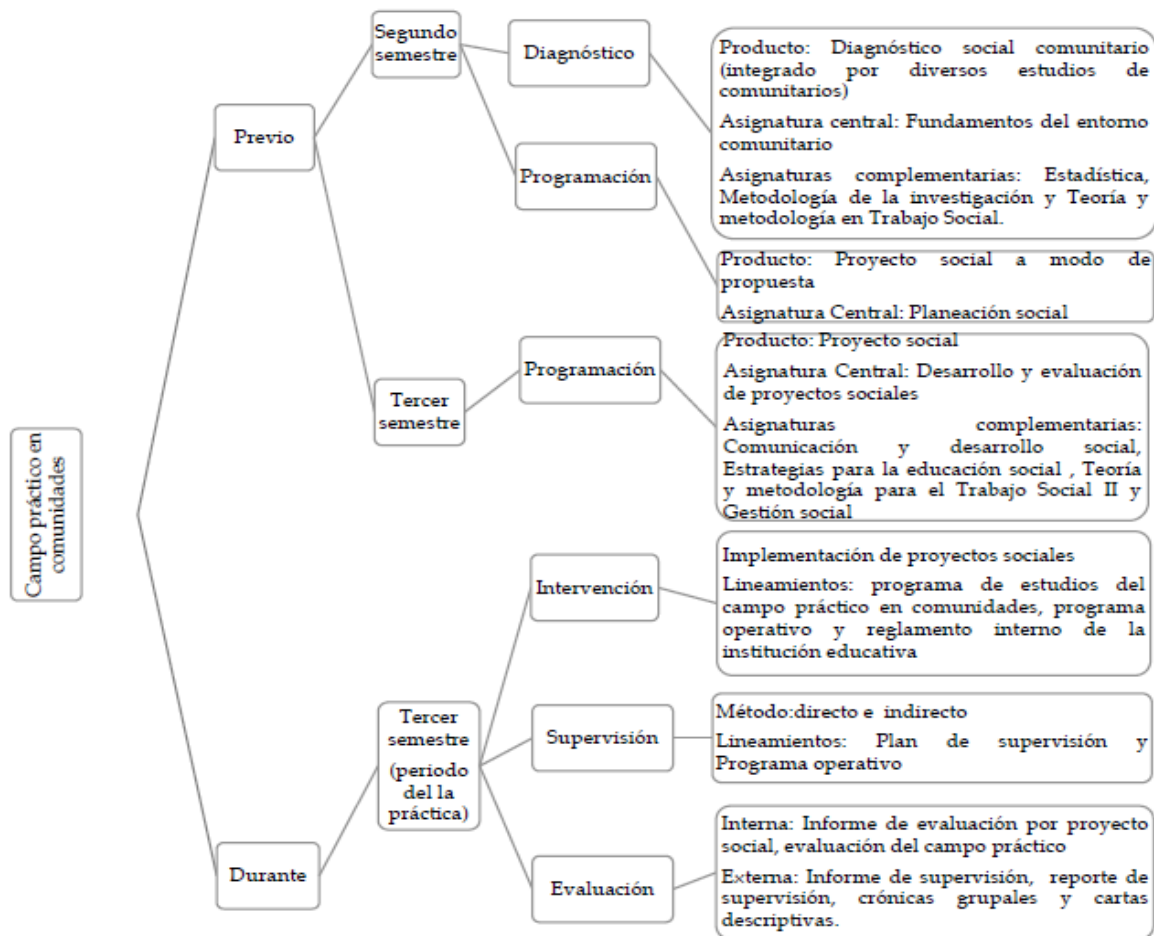 Campo práctico en
comunidades
Previo
Segundo
semestre
Diagnóstico
Producto: Diagnóstico social comunitario
(integrado por diversos estudios de
comunitarios)
Asignatura central: Fundamentos del entorno
comunitario
Asignaturas complementarias: Estadística,
Metodología de la investigación y Teoría y
metodología en Trabajo Social.
Programación
Producto: Proyecto social a modo de
propuesta
Asignatura Central: Planeación social
Tercer
semestre
Programación
Producto: Proyecto social
Asignatura Central: Desarrollo y evaluación
de proyectos sociales
Asignaturas complementarias:
Comunicación y desarrollo social,
Estrategias para la educación social , Teoría
y metodología para el Trabajo Social II y
Gestión social
Durante
Tercer
semestre
(periodo
del la
práctica)
Intervención
Implementación de proyectos sociales
Lineamientos: programa de estudios del
campo práctico en comunidades, programa
operativo y reglamento interno de la
institución educativa
Supervisión
Método:directo e indirecto
Lineamientos: Plan de supervisión y
Programa operativo
Evaluación
Interna: Informe de evaluación por proyecto
social, evaluación del campo práctico
Externa: Informe de supervisión, reporte de
supervisión, crónicas grupales y cartas
descriptivas.